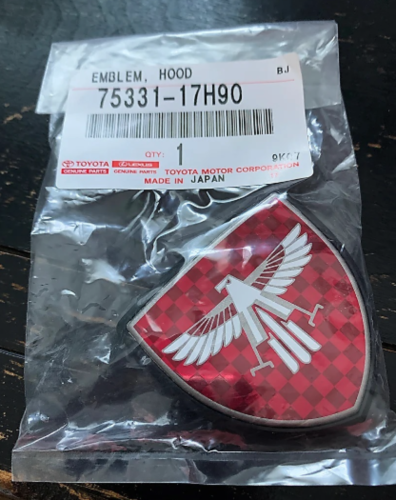 EMBLEM, HOOD BJ
75331-17H90
QTY: 1
TOYOTA LEXUS
GENUINE PARTS GENUINE PARTS TOYOTA MOTOR CORPORATION
MADE IN JAPAN